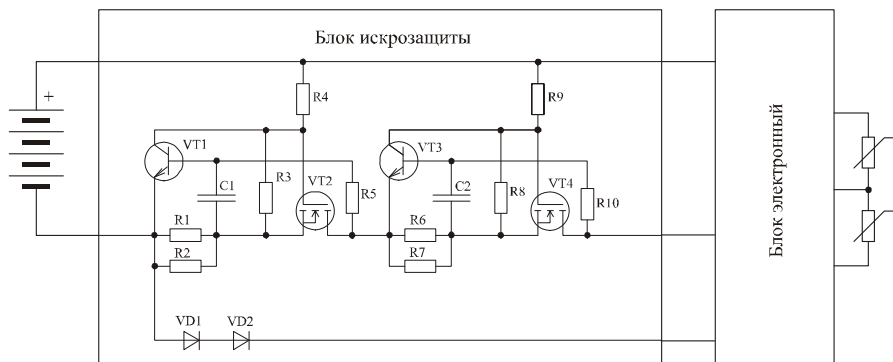 Блок искрозащиты
+
R4
R9
VT1
VT3
R3
VT2
R5
R8
VT4
R10
C1
C2
R1
R2
R6
R7
VD1
VD2
Блок электронный